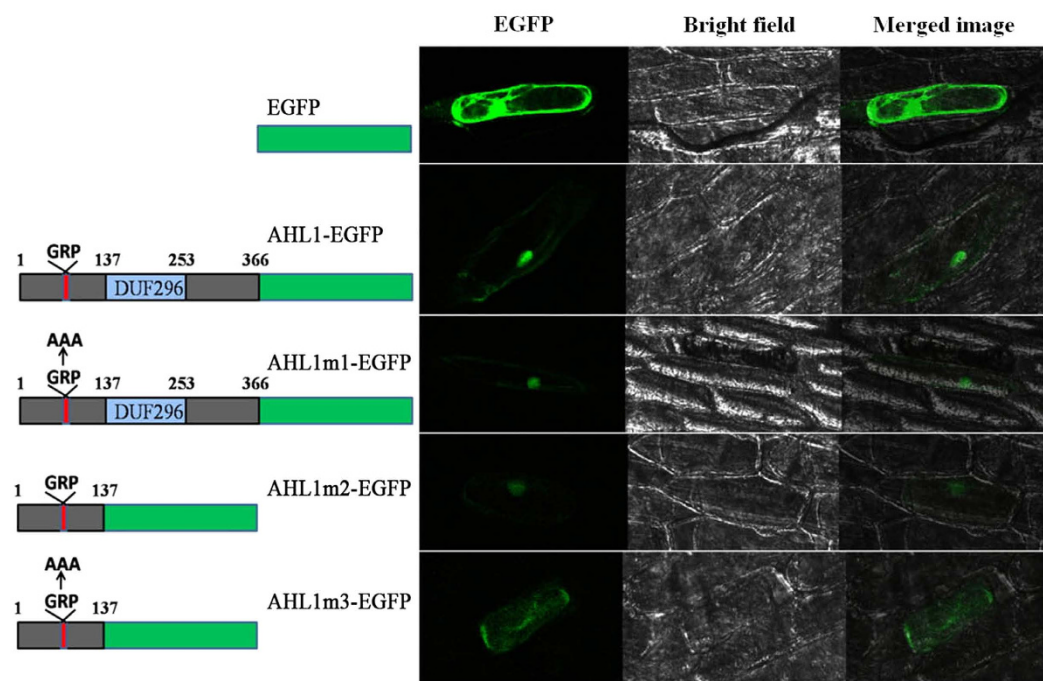 EGFP Bright field Merged image
EGFP
AHL1-EGFP
GRP
1 137 253 366
DUF296
AAA
AHL1m1-EGFP
GRP
1 137 253 366
DUF296
GRP
AHL1m2-EGFP
1 137
AAA
GRP
AHL1m3-EGFP
1 137